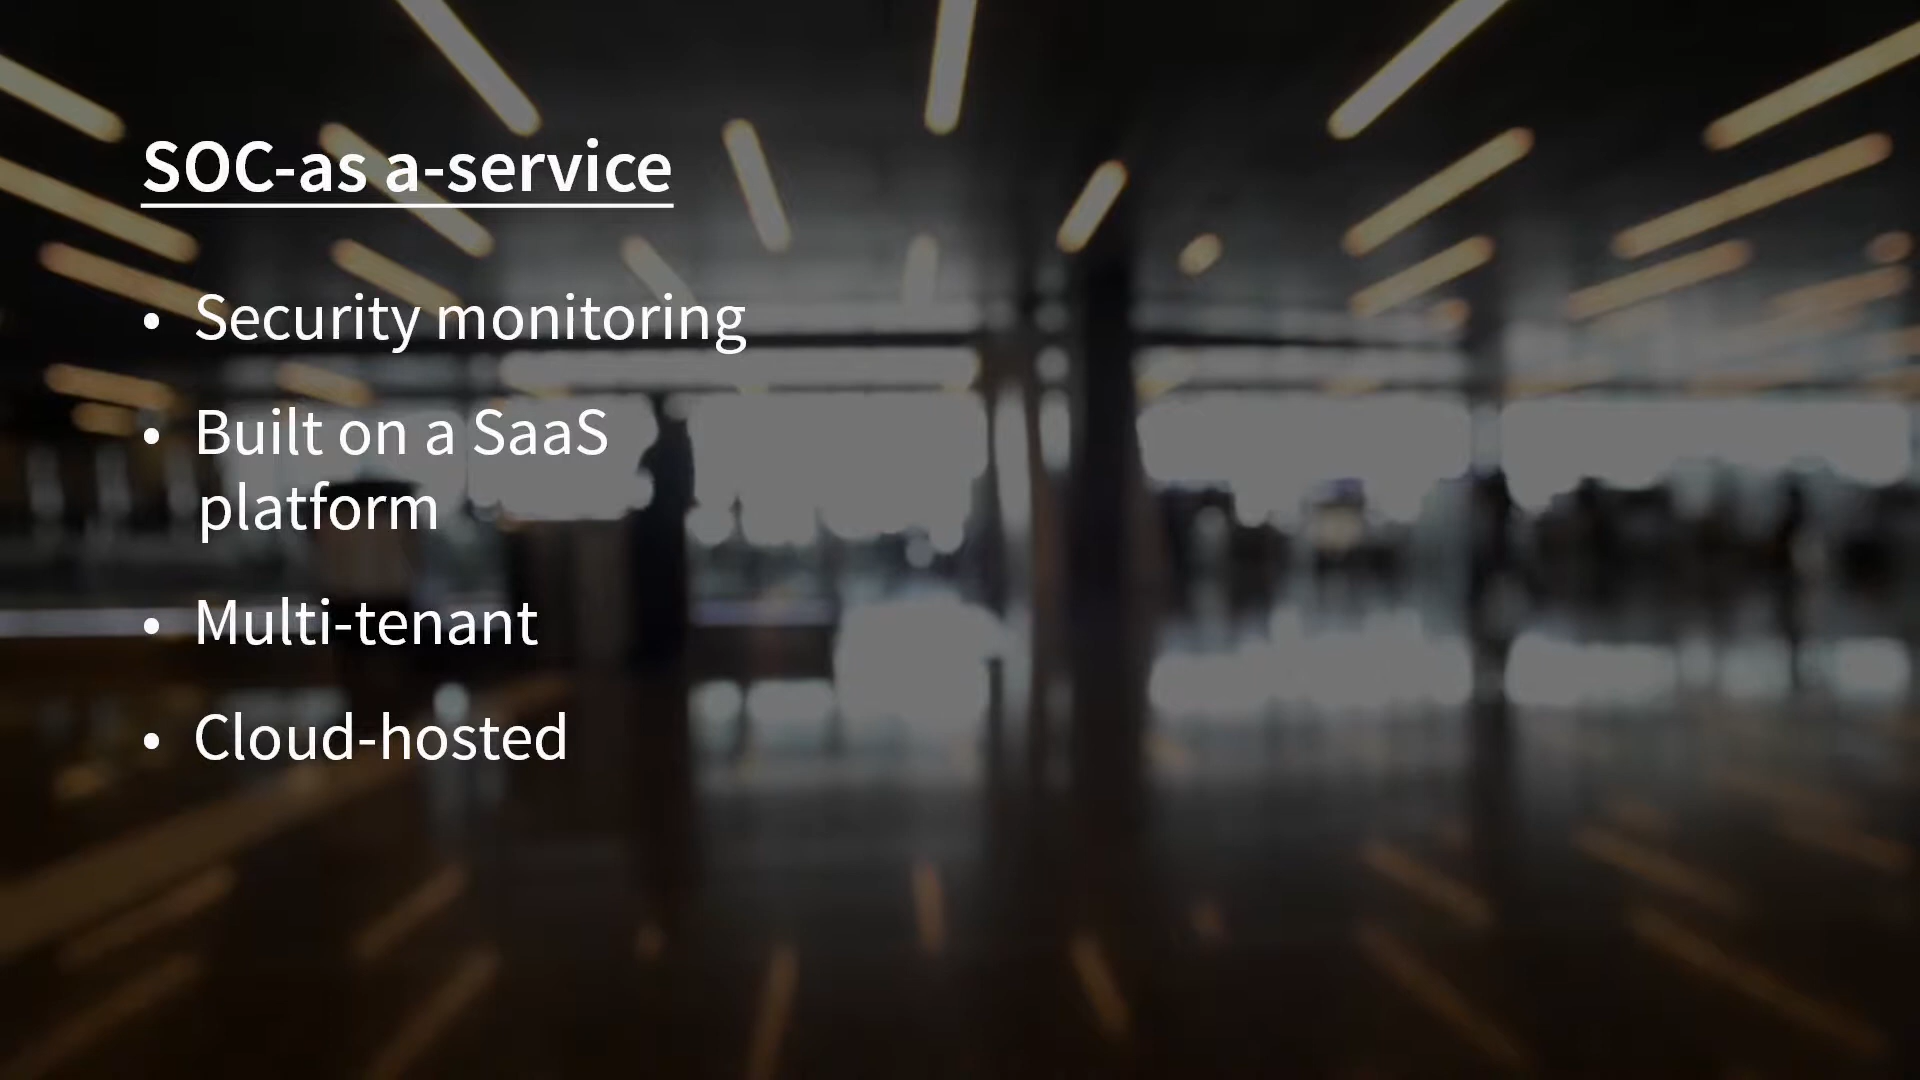 SOC-as a-service
• Security monitoring
• Built on a SaaS
platform
• Multi-tenant
• Cloud-hosted